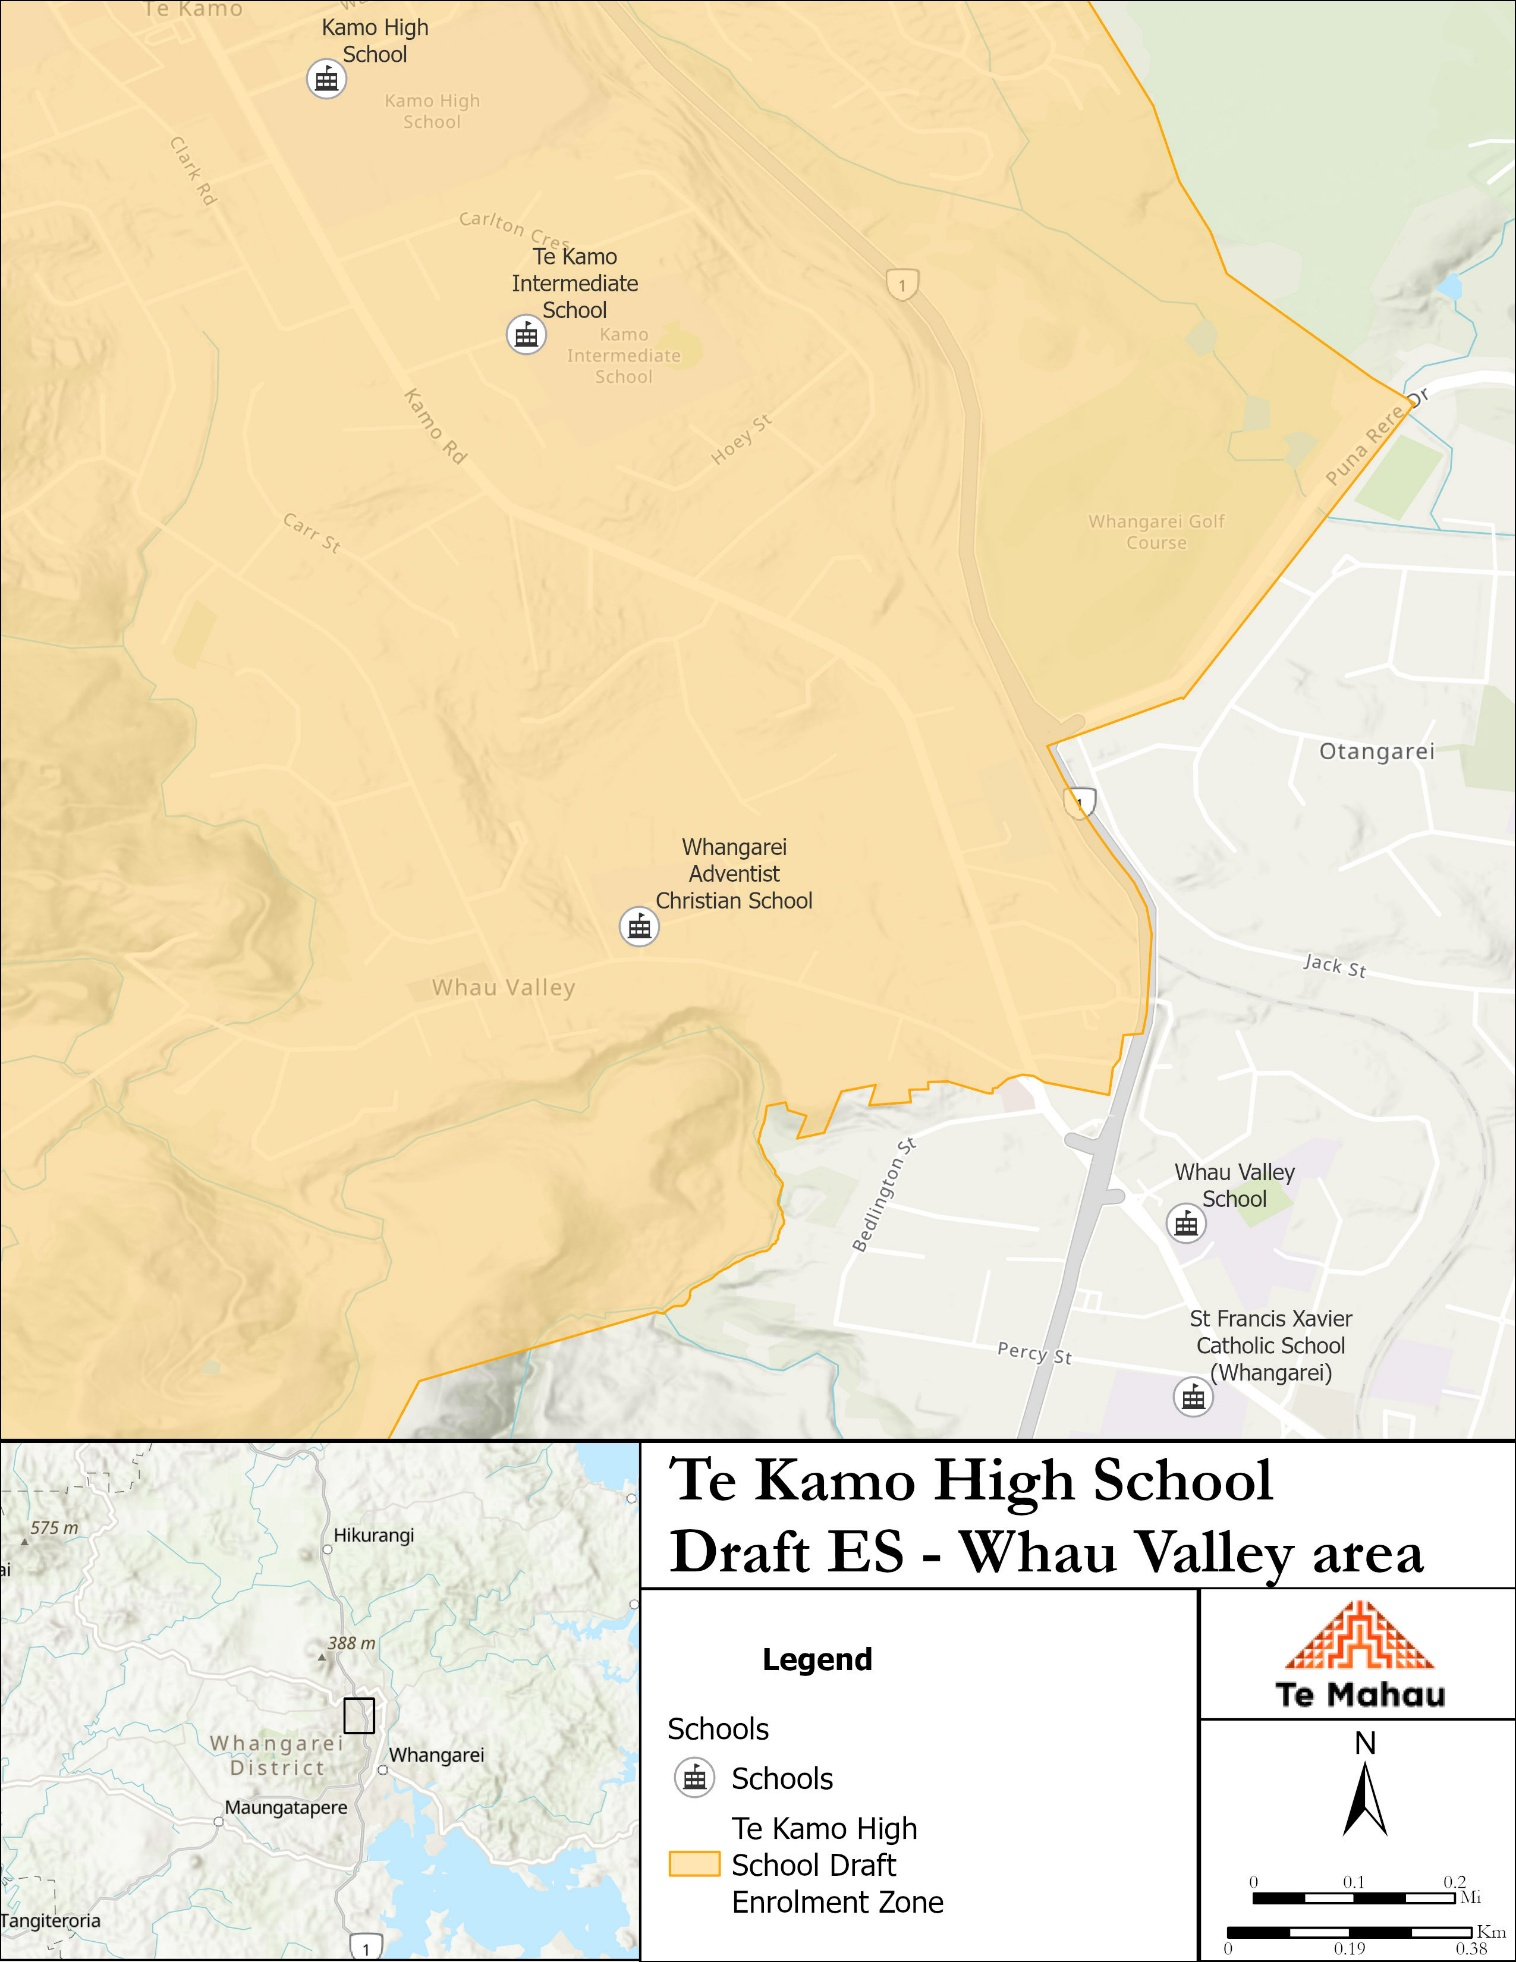 Te Kamo
Kamo High
School
Kamo High
School
Clark Rd
Carlton Cres
Te Kamo
Intermediate
School
Kamo
Intermediate
School
1
Kamo Rd
Hoey St
Puna Rere Dr
Carr St
Whangarei Golf
Course
Otangarei
1
Whangarei
Adventist
Christian School
Whau Valley
Jack St
Bedlington St
Whau Valley
School
St Francis Xavier
Catholic School
(Whangarei)
Percy St
575 m
ai
Hikurangi
388 m
Whangarei
District
Whangarei
Maungatapere
Tangiteroria
1
Te Kamo High School
Draft ES - Whau Valley area
Legend
Schools
Schools
Te Kamo High
School Draft
Enrolment Zone
Te Mahau
N
0 0.1 0.2
Mi
Km
0 0.19 0.38